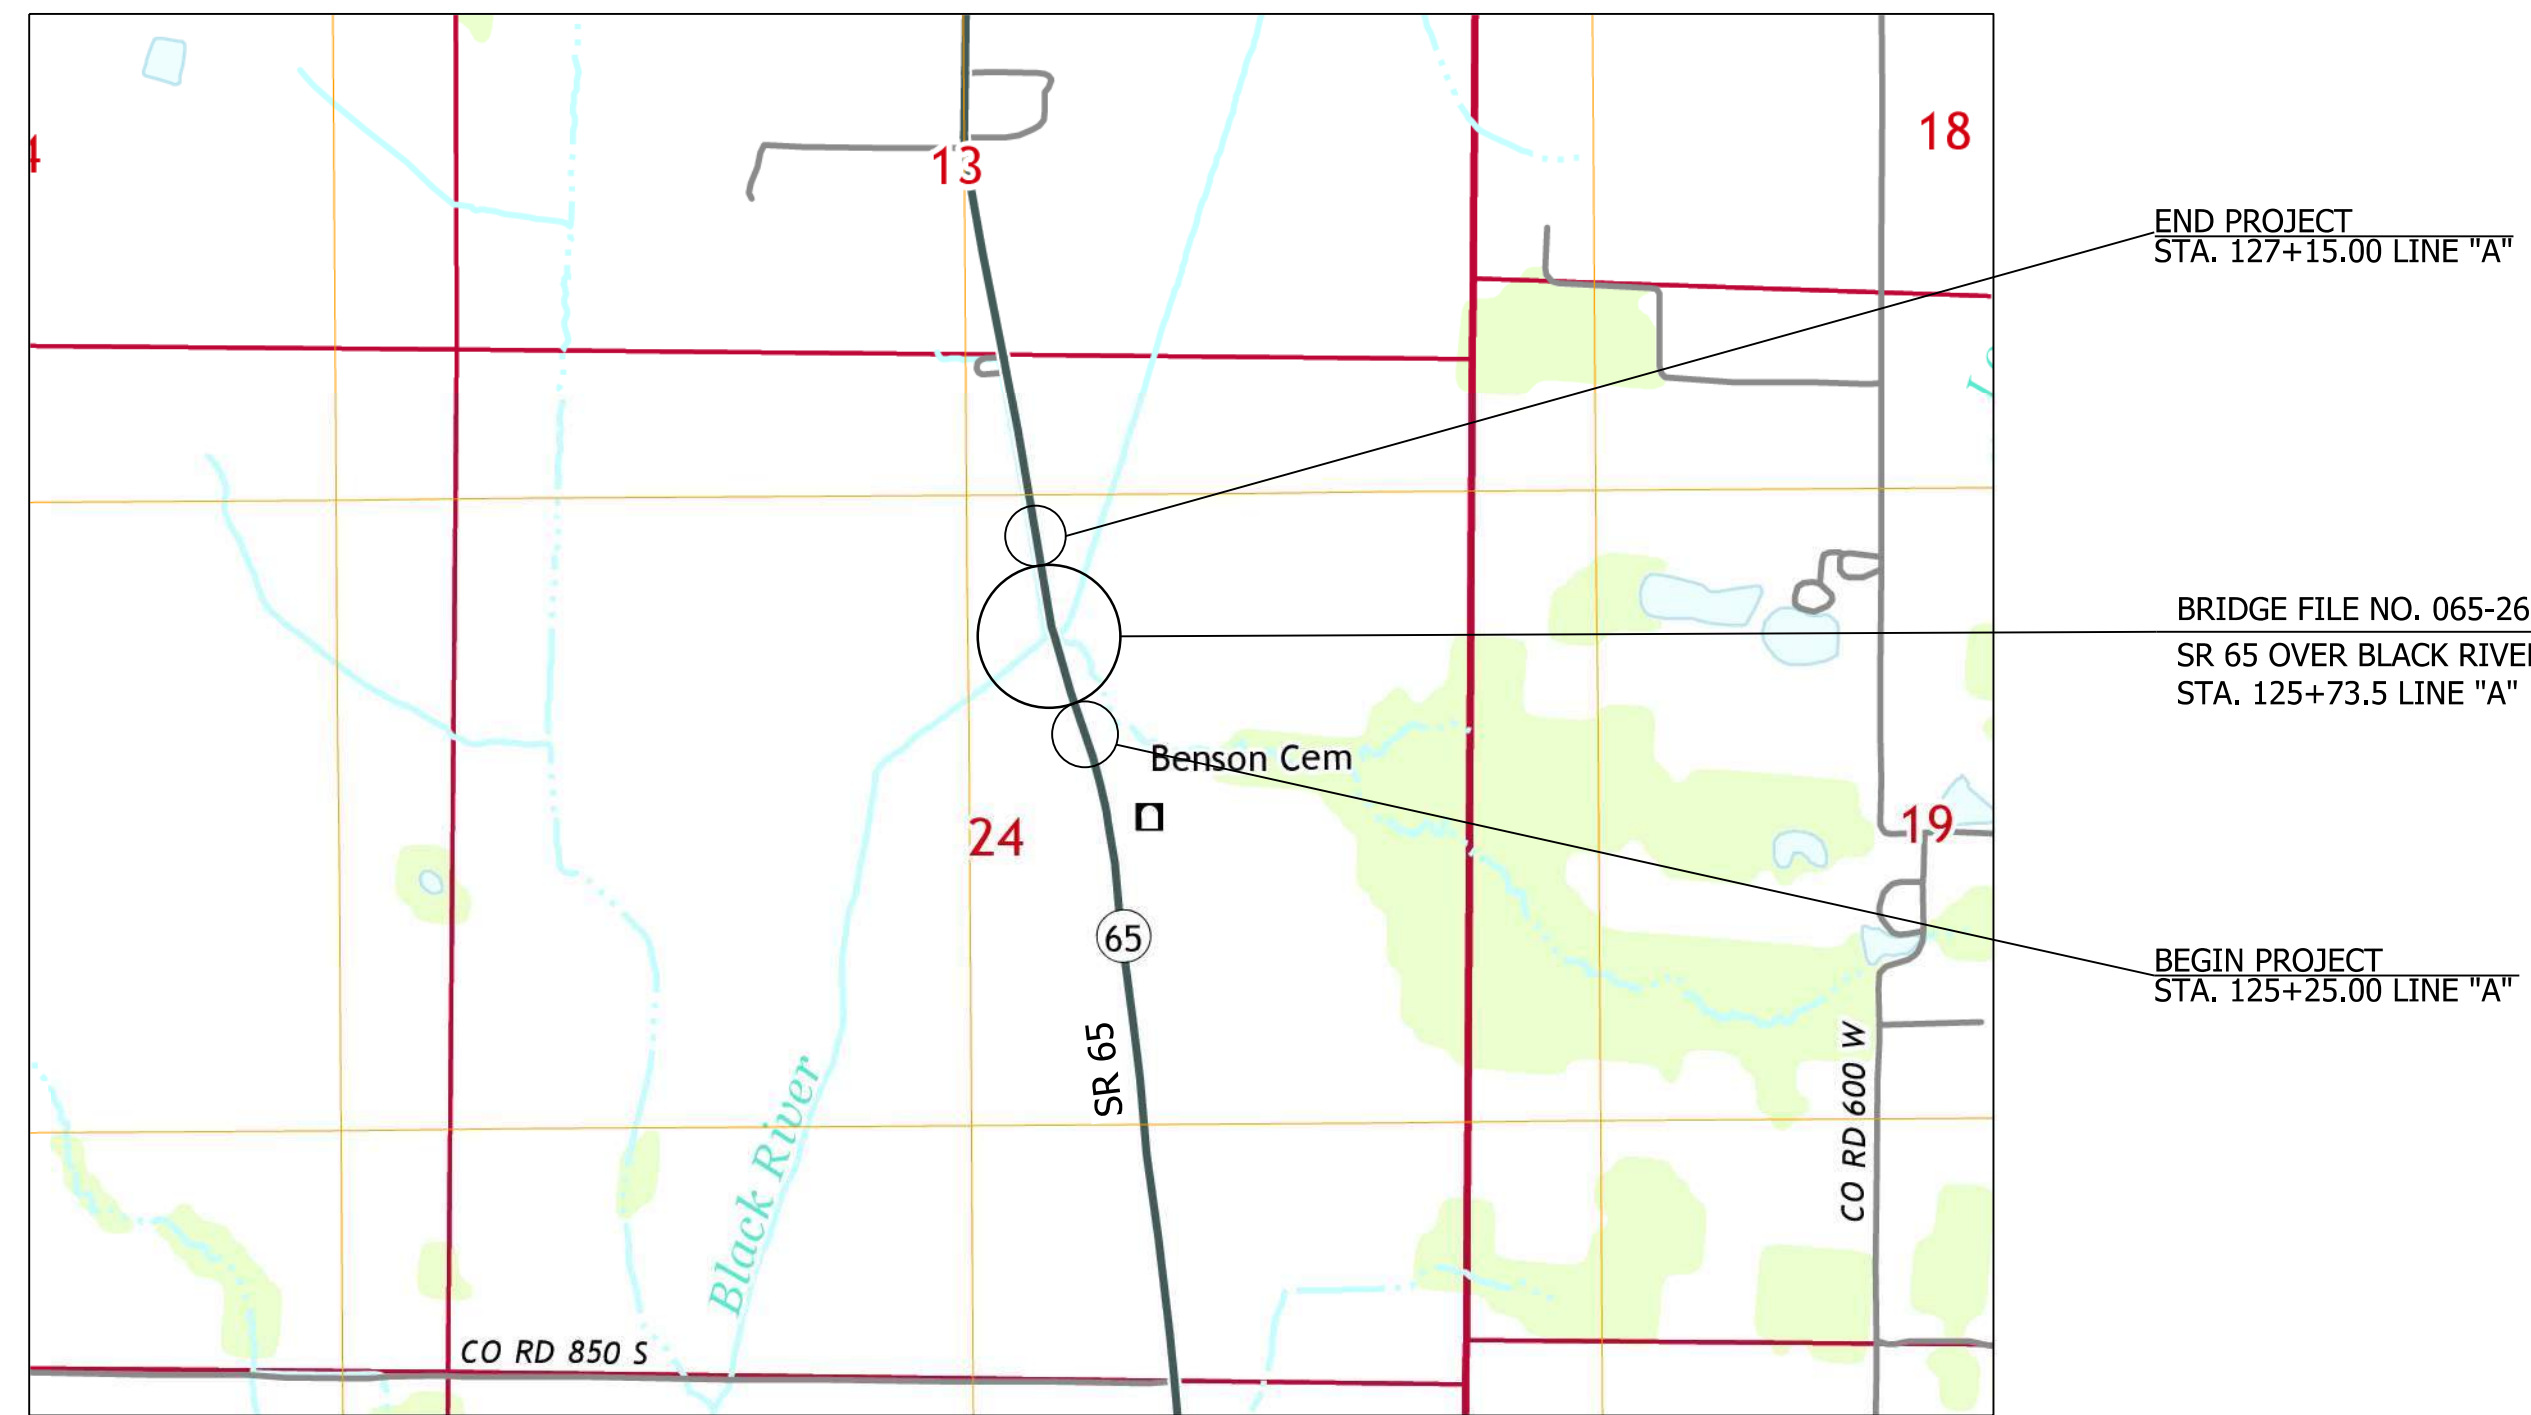 13
18
END PROJECT
STA. 127+15.00 LINE "A"
BRIDGE FILE NO. 065-26
SR 65 OVER BLACK
STA. 125+73.5 LINE "A"
Benson Cem
24
19
65
BEGIN PROJECT
STA. 125+25.00 LINE "A"
SR 65
CO RD 600 W
Black River
CO RD 850 S